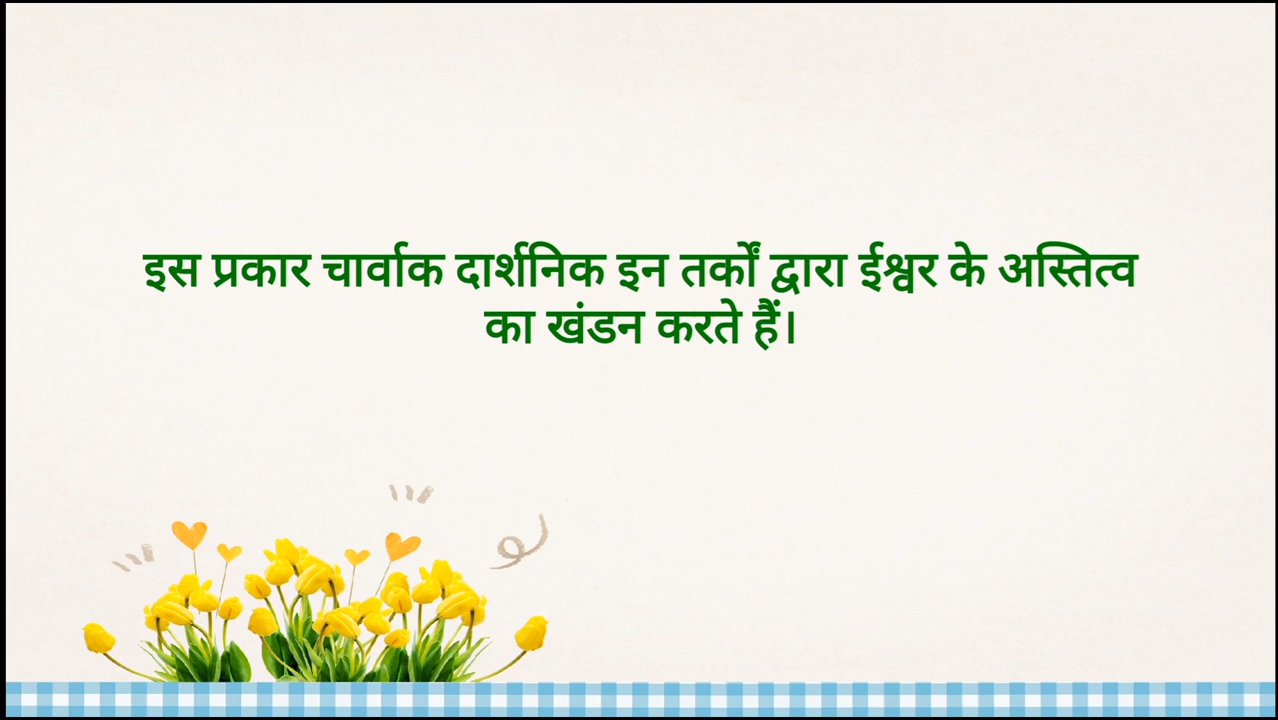 इस प्रकार चार्वाक दार्शनिक इन तर्कों द्वारा ईश्वर के अस्तित्व
का खंडन करते हैं।